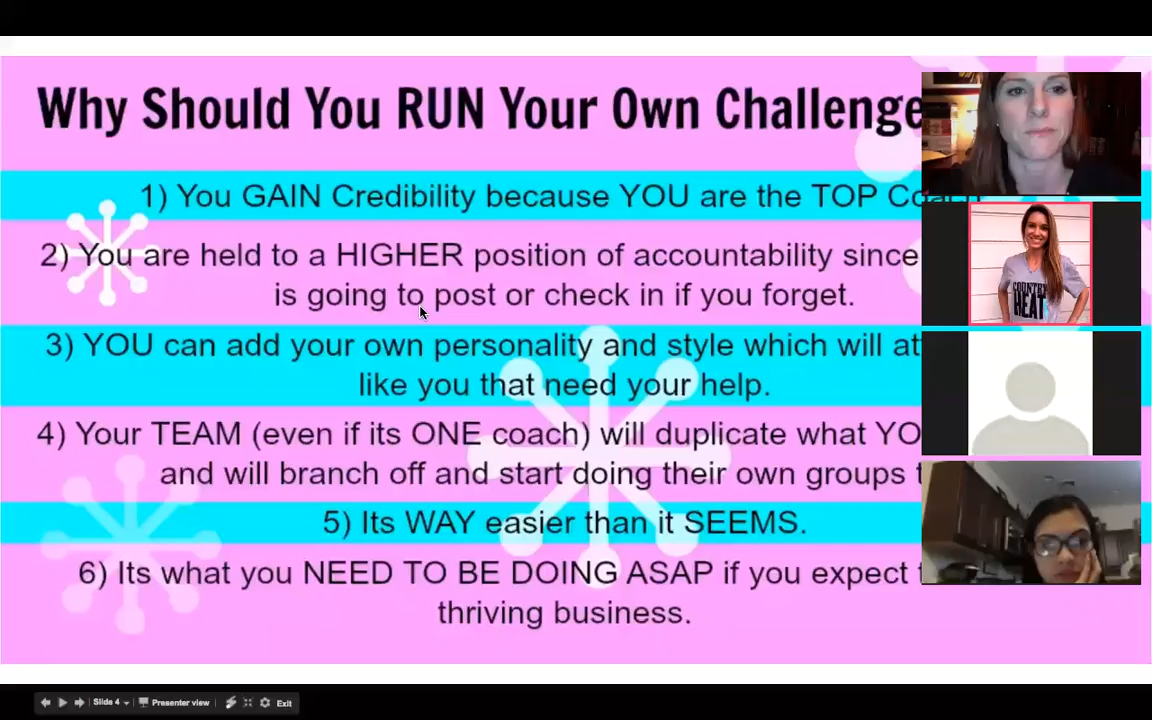 Why Should You RUN Your Own Challenge
1) You GAIN Credibility because YOU are the TOP Coach
2) You are held to a HIGHER position of accountability since
is going to post or check in if you forget.
3) YOU can add your own personality and style which will
like you that need your help.
4) Your TEAM (even if its ONE coach) will duplicate what
and will branch off and start doing their own groups
5) Its WAY easier than it SEEMS.
6) Its what you NEED TO BE DOING ASAP if you expect
thriving business.
COUNTRY
HEAT
Slide 4
Presenter view
Exit